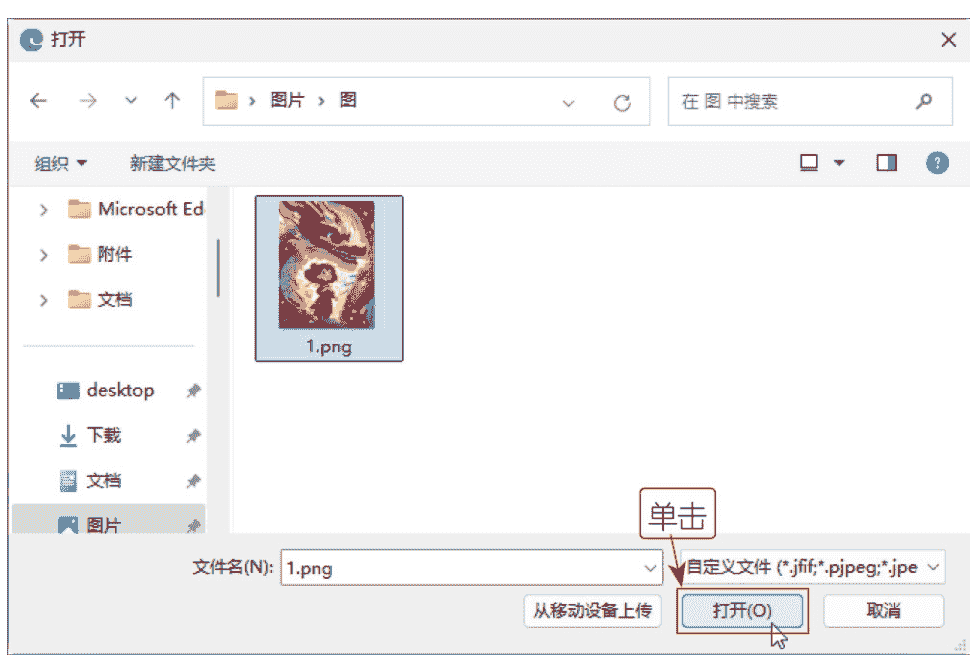 打开
图片 › 图
在 图 中搜索
组织
新建文件夹
Microsoft Ed
附件
文档
1.png
desktop
下载
文档
图片
单击
文件名(N):
1.png
自定义文件 (*.jfif;*.pjpeg;*.jpe
从移动设备上传
打开(O)
取消